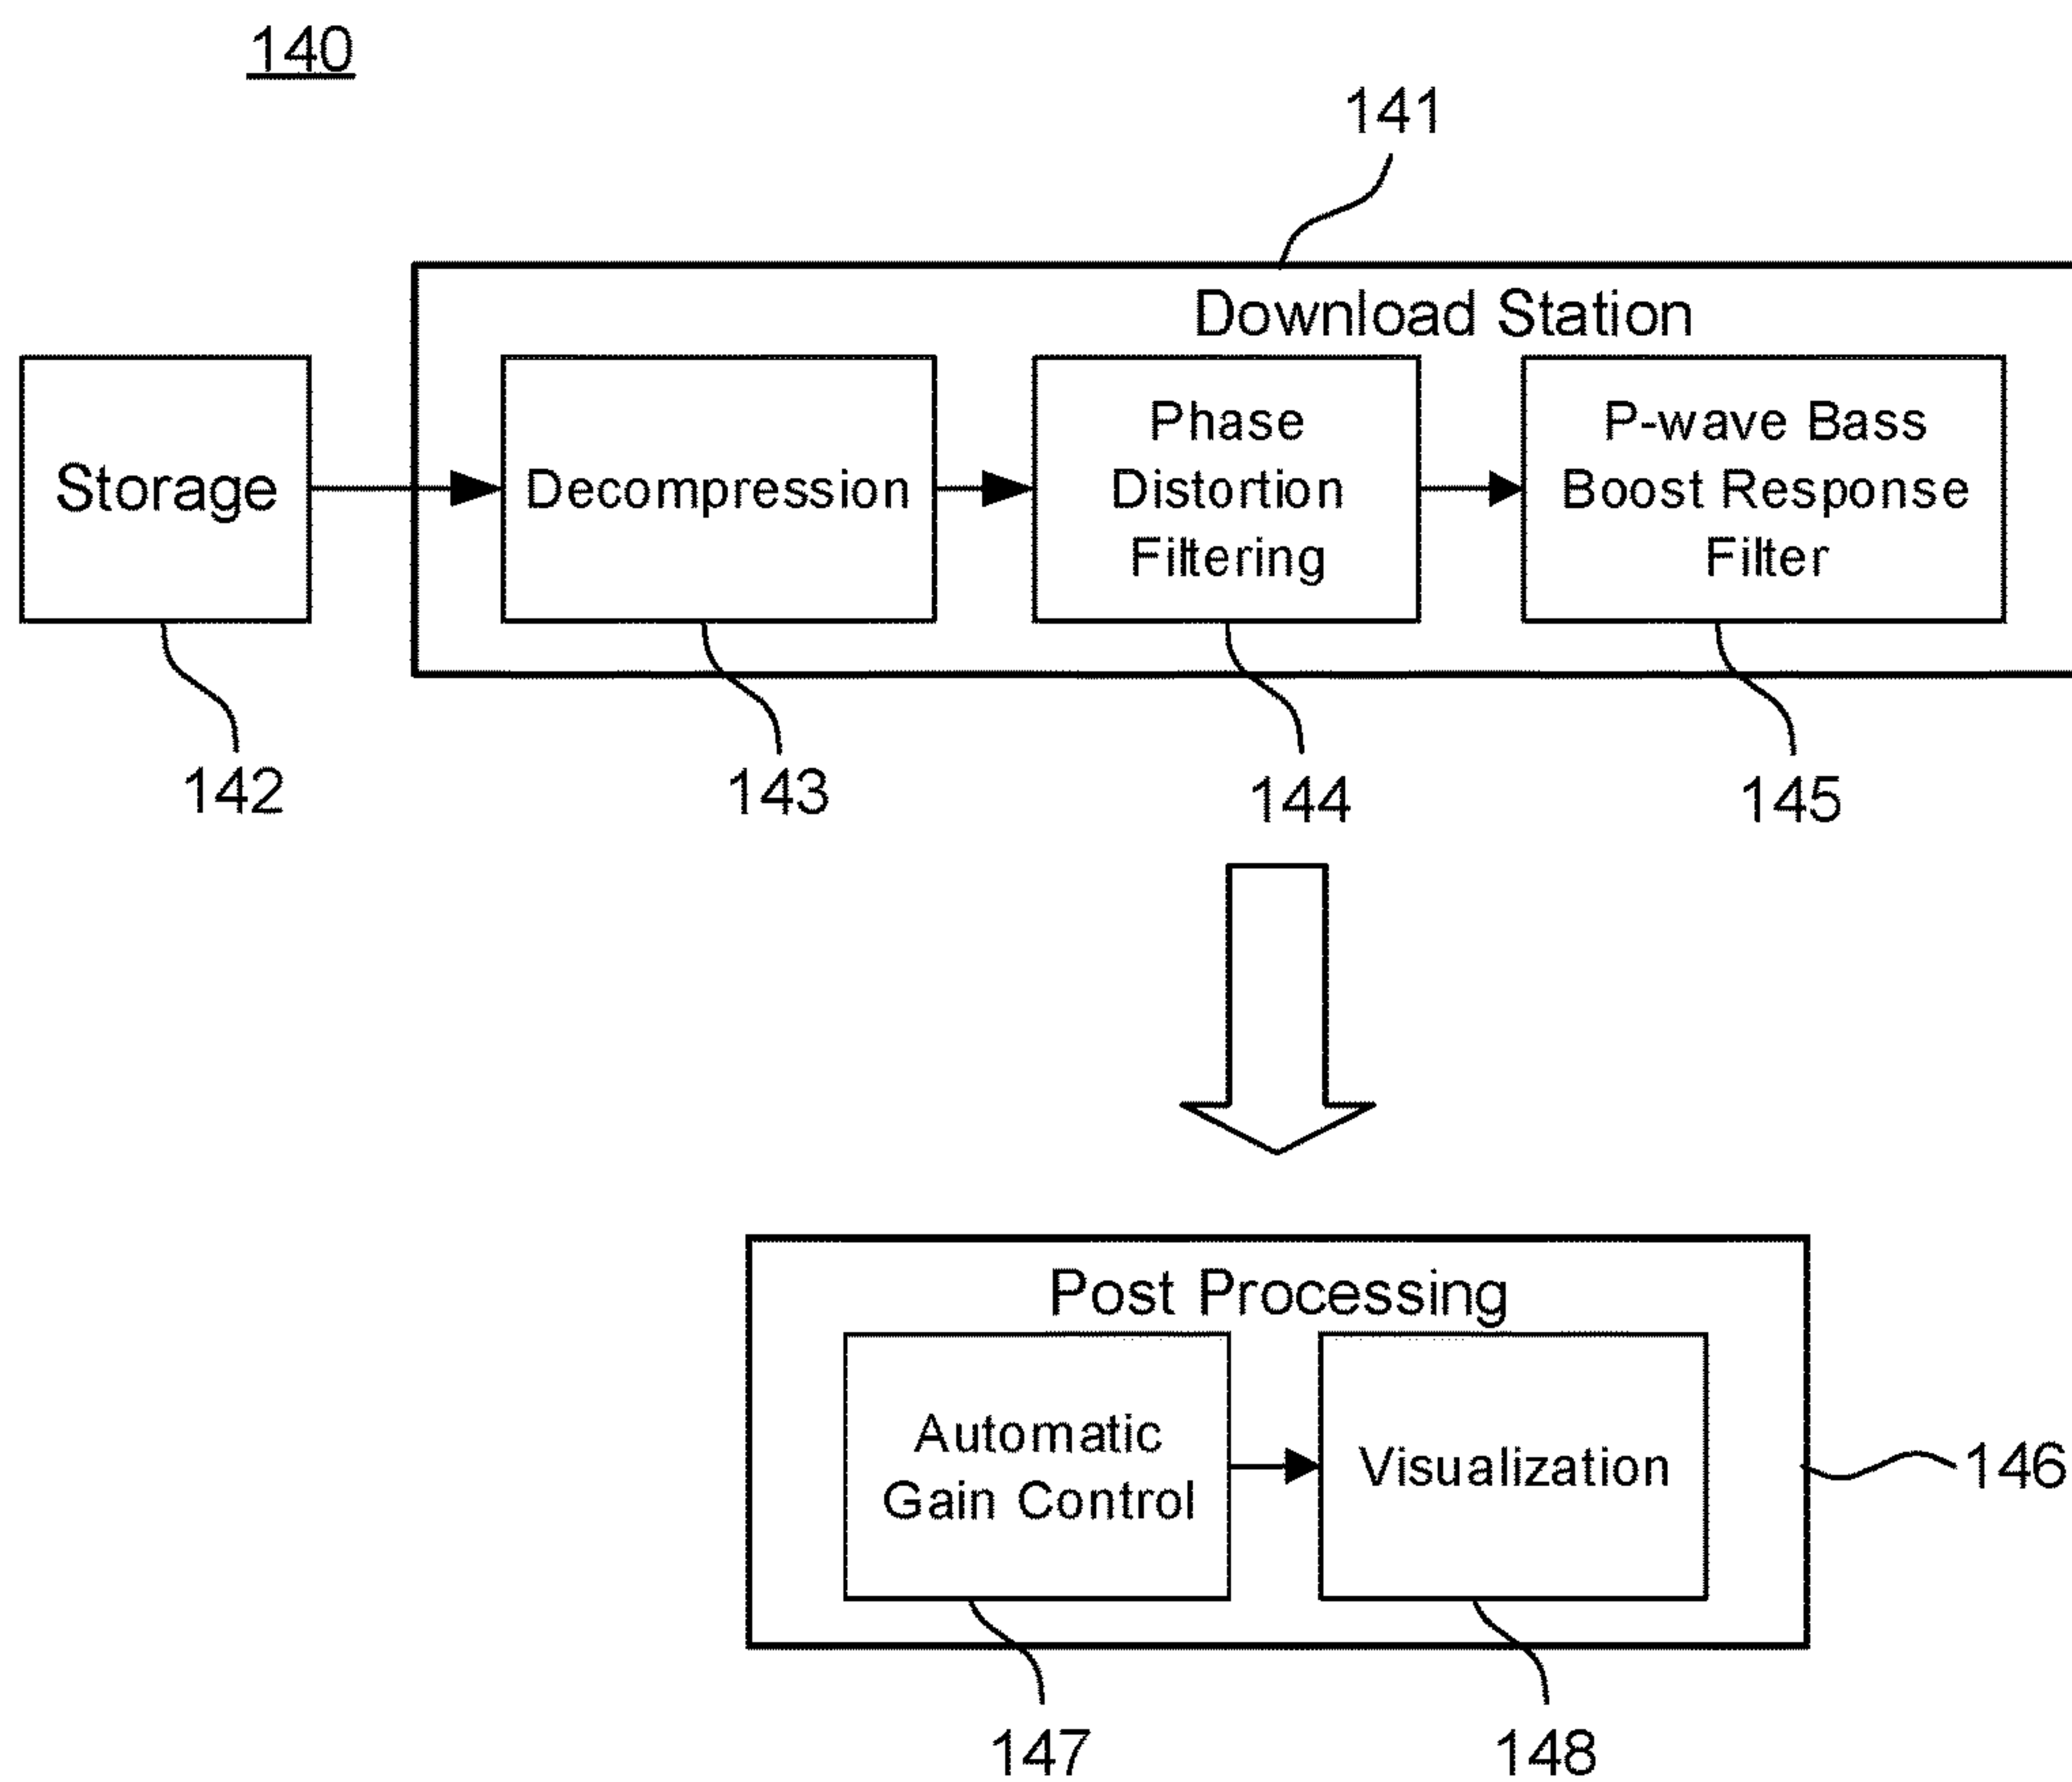 140
141
Download Station
Storage
Decompression
Phase
Distortion
Filtering
P-wave Bass
Boost Response
Filter
142
143
144
145
Post Processing
Automatic
Gain Control
Visualization
146
147
148